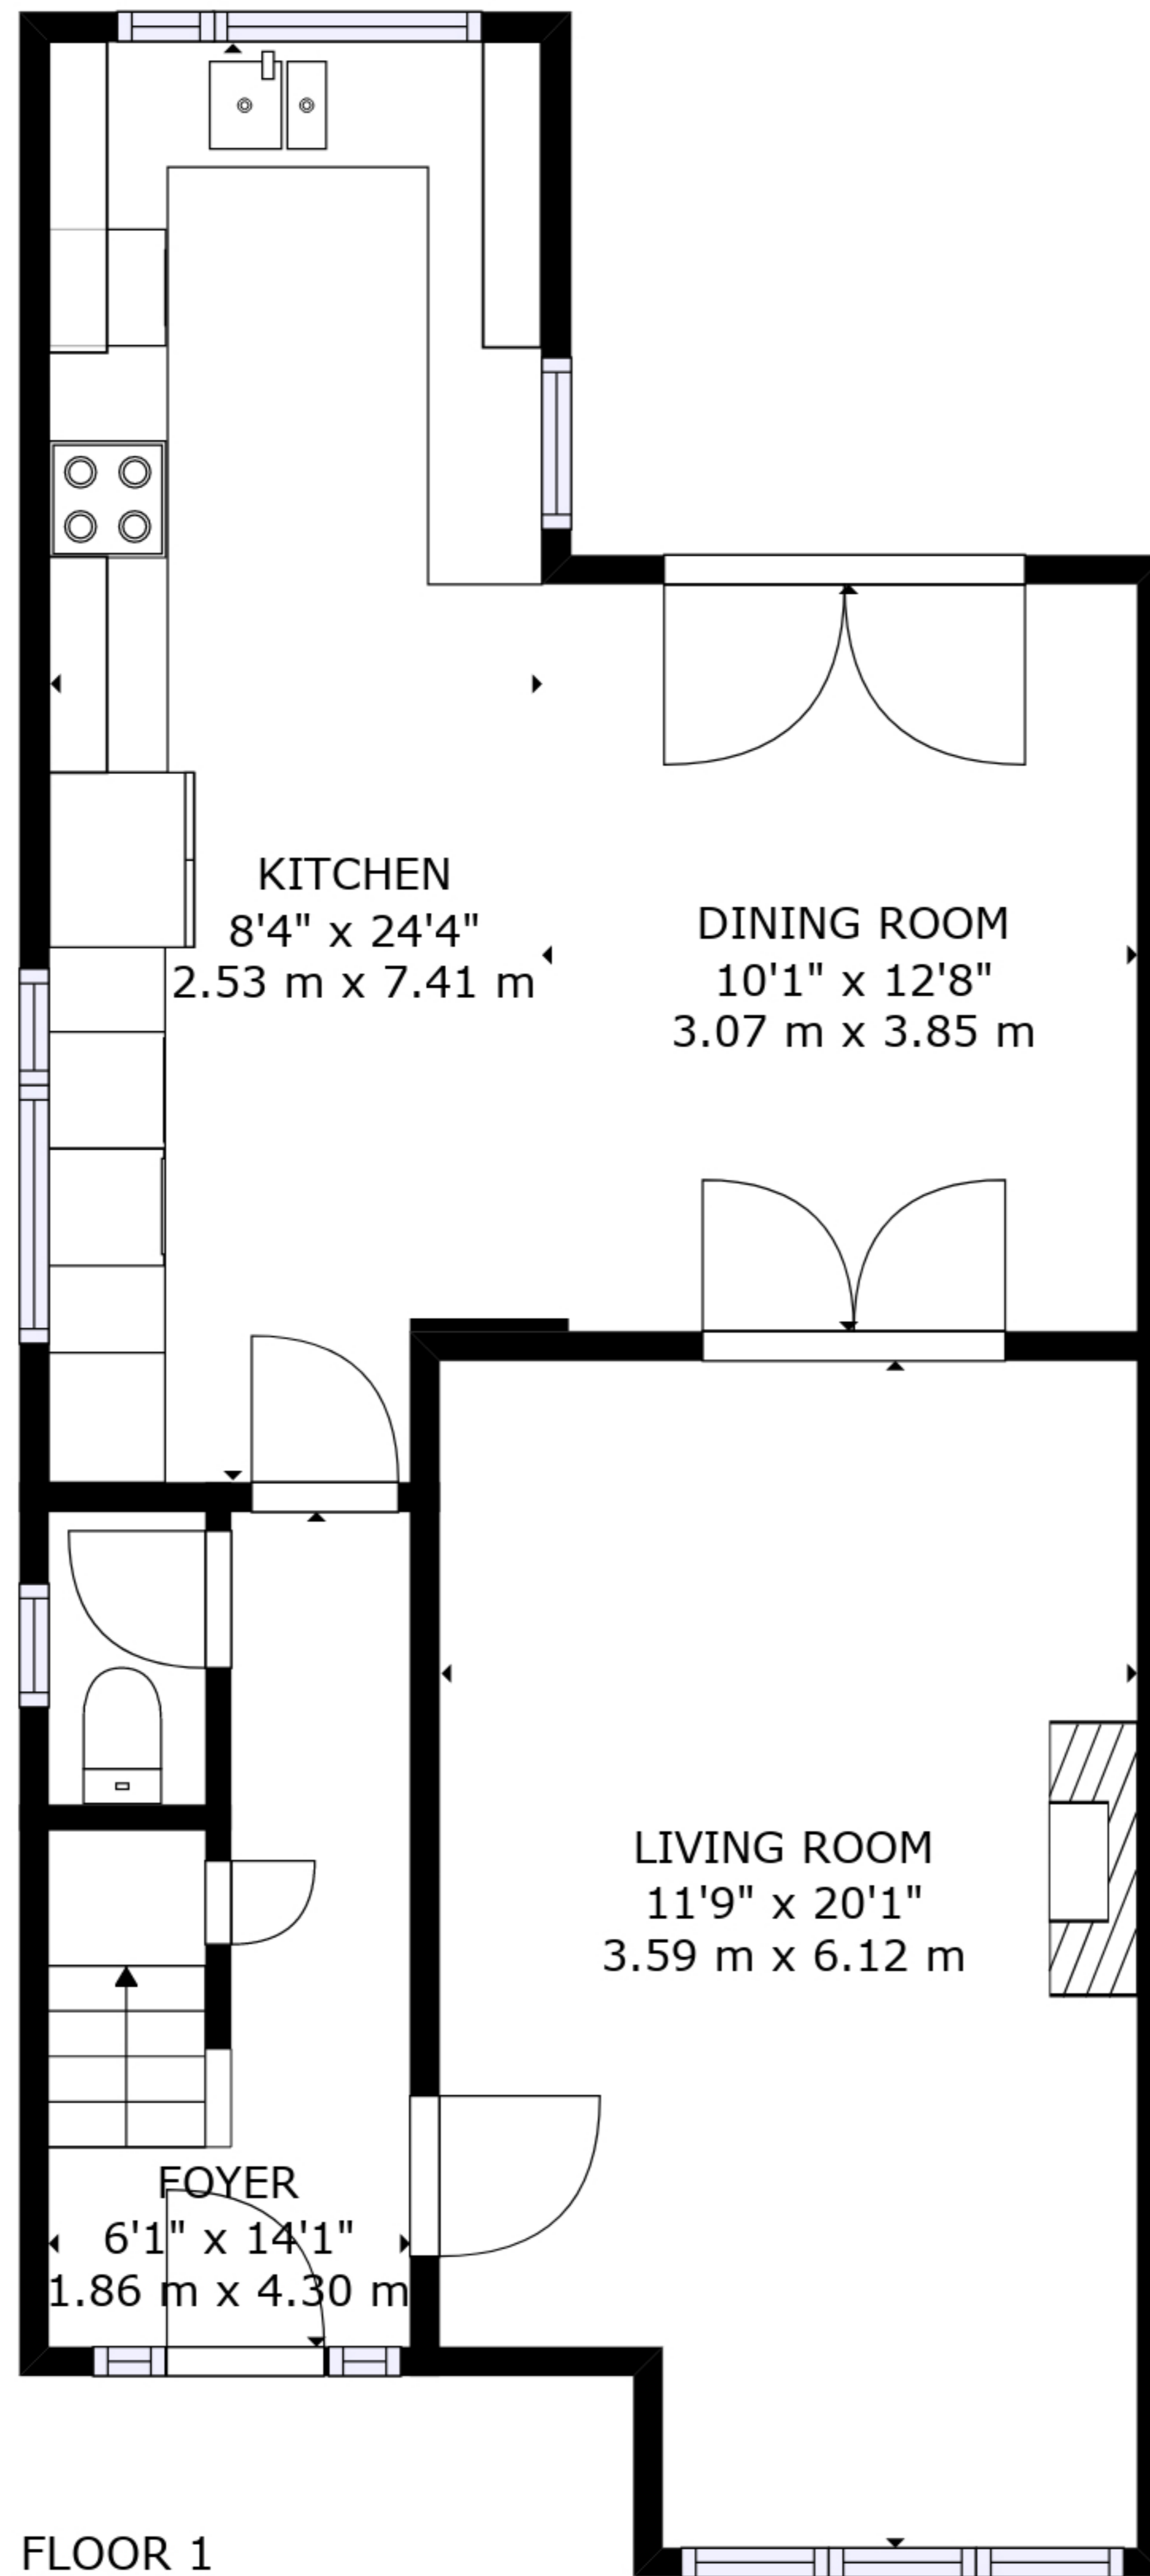 KITCHEN
8'4" x 24'4"
2.53 m x 7.41 m
DINING ROOM
10'1" x 12'8"
3.07 m x 3.85 m
LIVING ROOM
11'9" x 20'1"
3.59 m x 6.12 m
FOYER
6'1" x 14'1"
1.86 m x 4.30 m
FLOOR 1